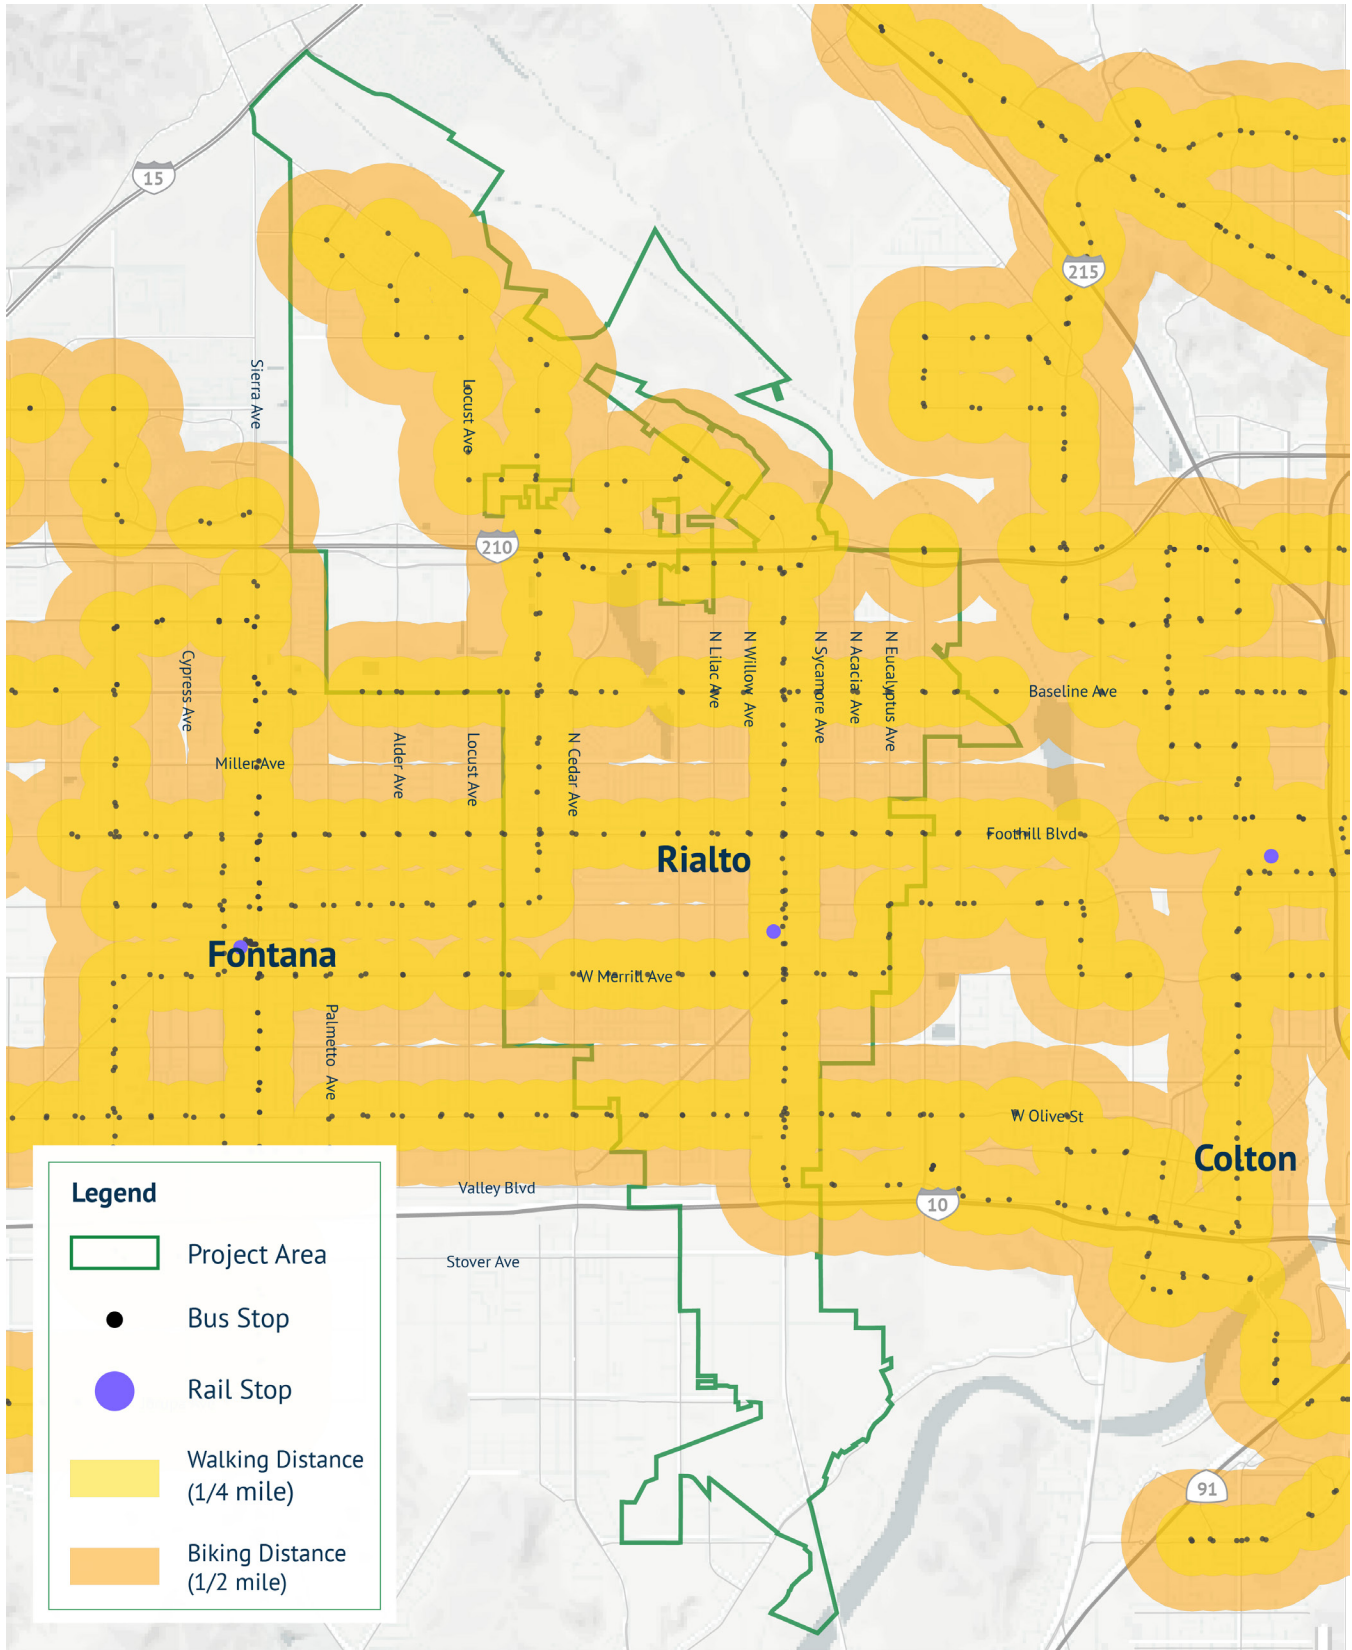 15
215
Sierra Ave
Locust Ave
210
Cypress Ave
N Lilac Ave
N Willow Ave
N Sycamore Ave
N Acacia Ave
N Eucalyptus Ave
Baseline Ave
Miller Ave
Alder Ave
Locust Ave
N Cedar Ave
Foothill Blvd
Rialto
Fontana
W Merrill Ave
Palmetto Ave
W Olive St
Colton
Valley Blvd
10
Stover Ave
91
Legend
Project Area
Bus Stop
Rail Stop
Walking Distance
(1/4 mile)
Biking Distance
(1/2 mile)